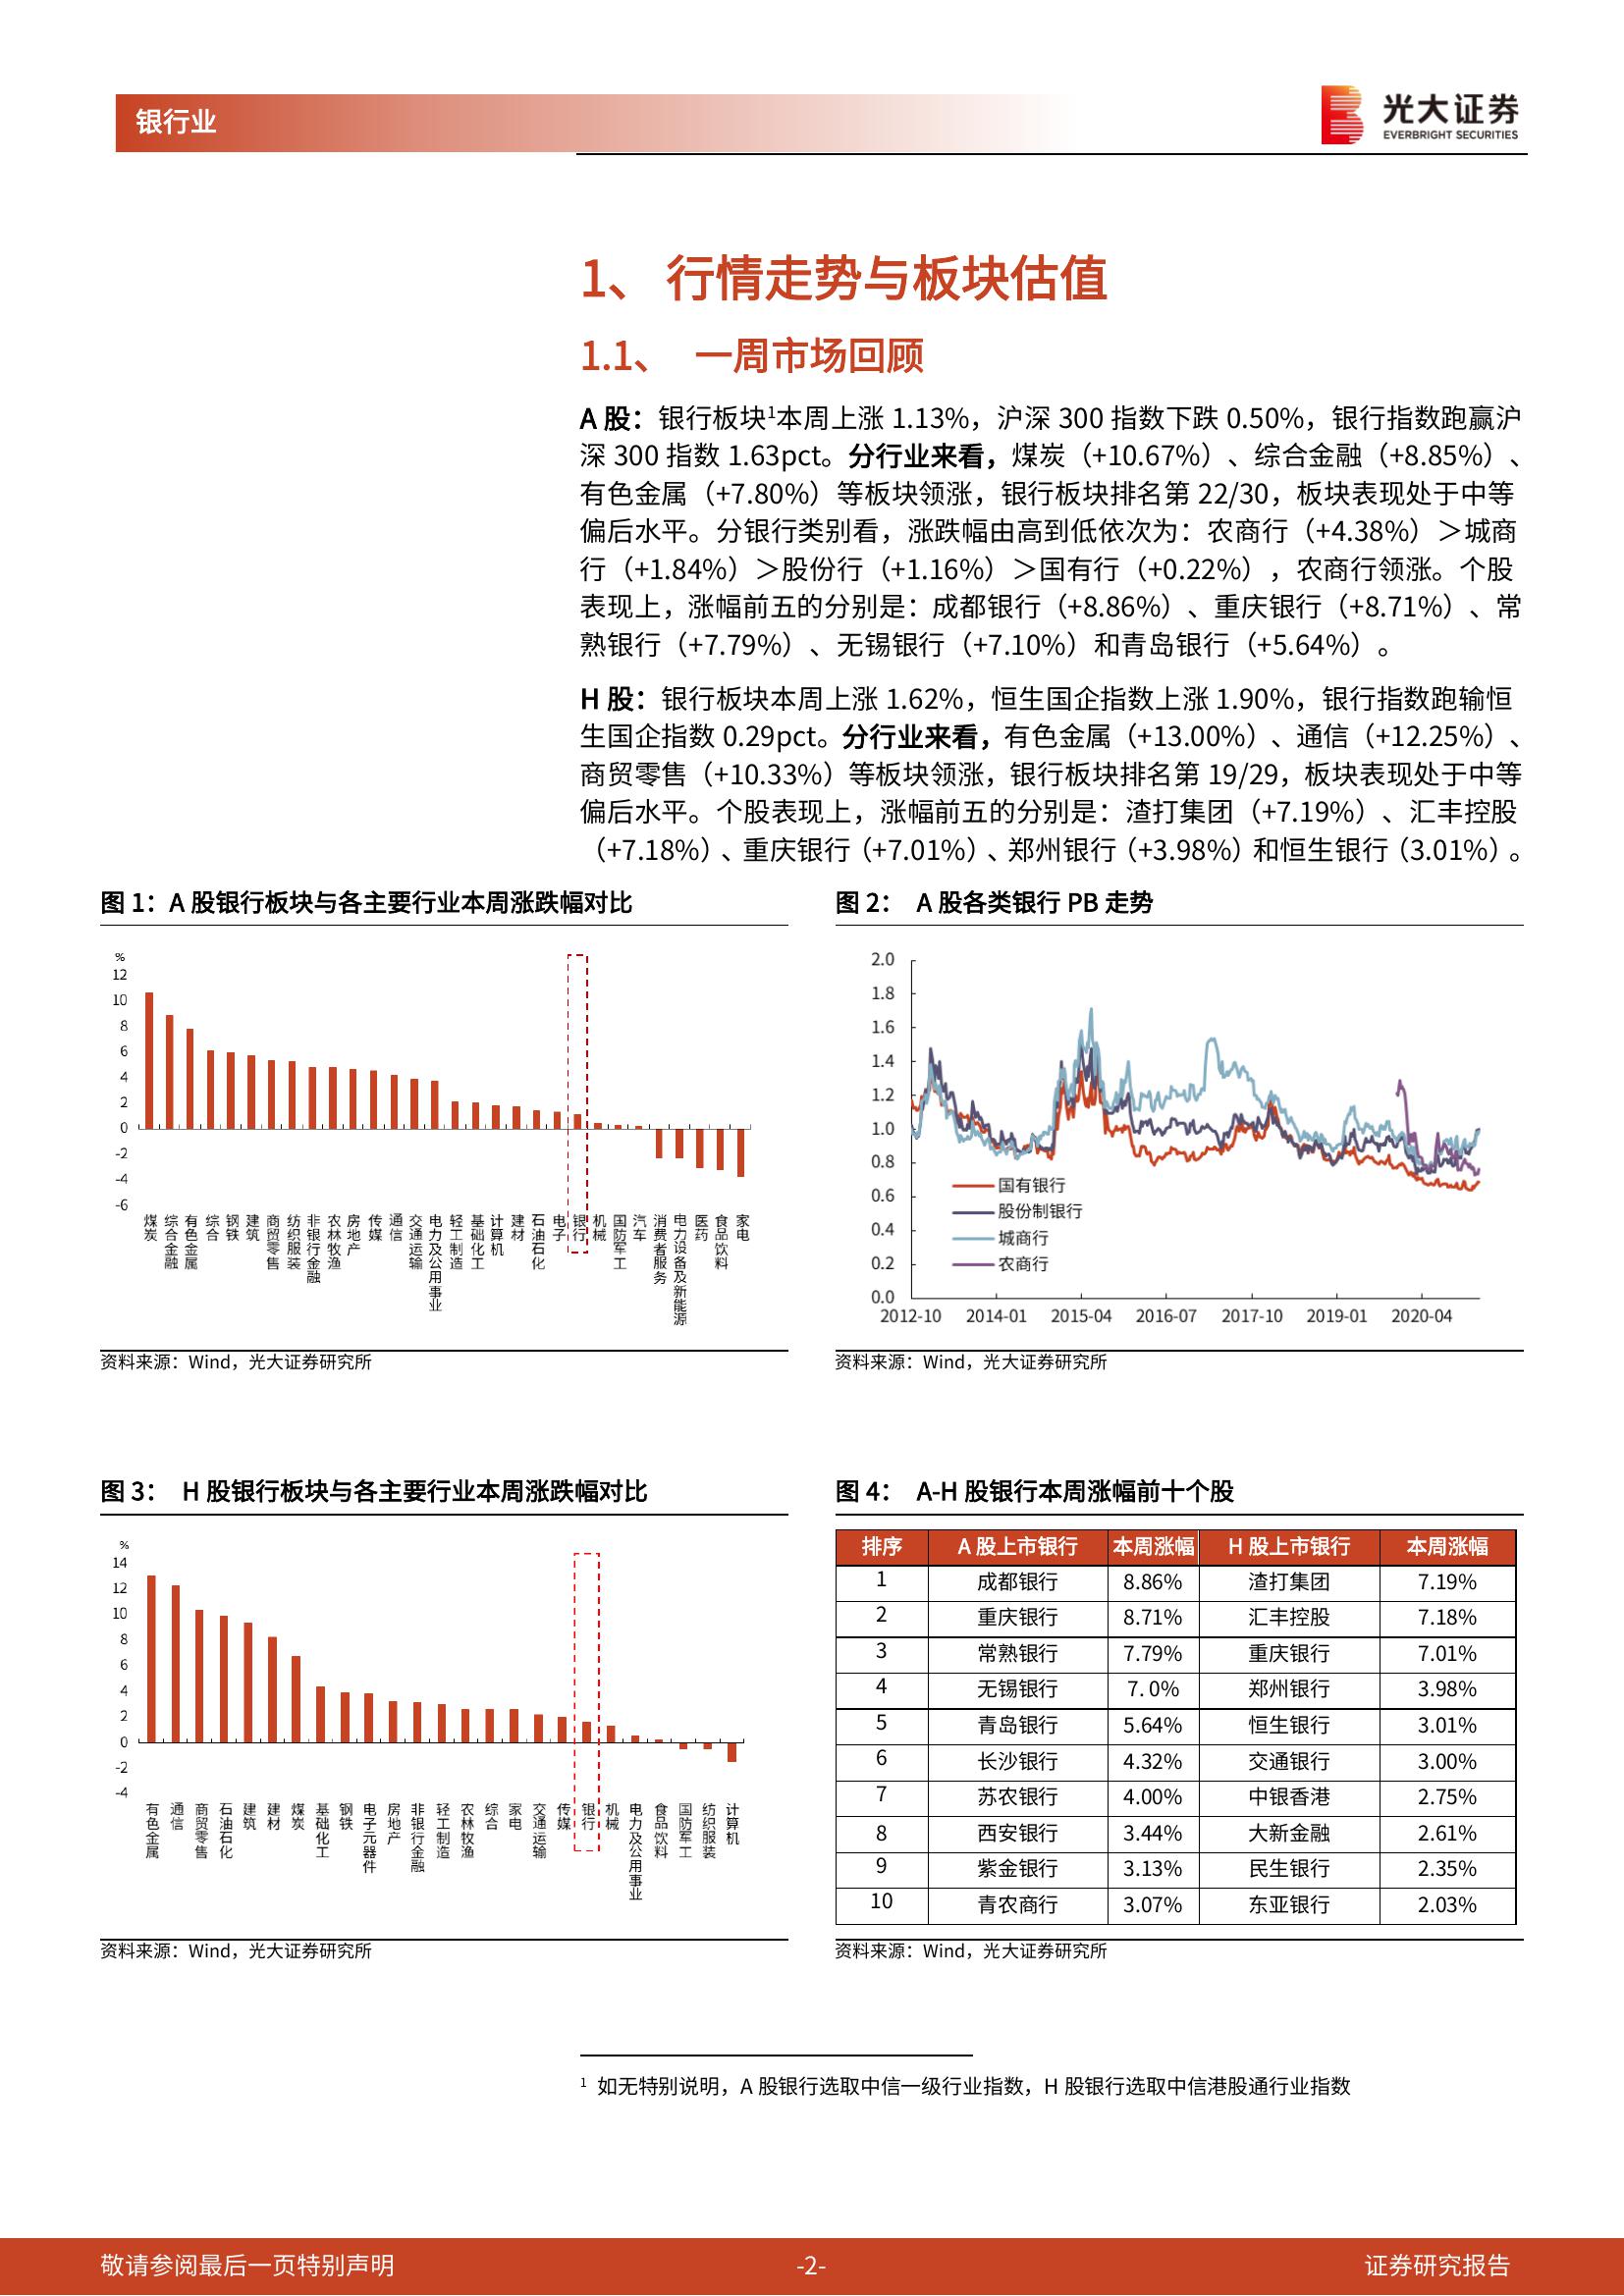 银行业
光大证券
EVERBRIGHT SECURITIES
1、 行情走势与板块估值
1.1、 一周市场回顾
A 股：银行板块1本周上涨 1.13%，沪深 300 指数下跌 0.50%，银行指数跑赢沪
深 300 指数 1.63pct。分行业来看，煤炭（+10.67%）、综合金融（+8.85%）、
有色金属（+7.80%）等板块领涨，银行板块排名第 22/30，板块表现处于中等
偏后水平。分银行类别看，涨跌幅由高到低依次为：农商行（+4.38%）＞城商
行（+1.84%）＞股份行（+1.16%）＞国有行（+0.22%），农商行领涨。个股
表现上，涨幅前五的分别是：成都银行（+8.86%）、重庆银行（+8.71%）、常
熟银行（+7.79%）、无锡银行（+7.10%）和青岛银行（+5.64%）。
H 股：银行板块本周上涨 1.62%，恒生国企指数上涨 1.90%，银行指数跑输恒
生国企指数 0.29pct。分行业来看，有色金属（+13.00%）、通信（+12.25%）、
商贸零售（+10.33%）等板块领涨，银行板块排名第 19/29，板块表现处于中等
偏后水平。个股表现上，涨幅前五的分别是：渣打集团（+7.19%）、汇丰控股
（+7.18%）、重庆银行（+7.01%）、郑州银行（+3.98%）和恒生银行（3.01%）。
图 1：A 股银行板块与各主要行业本周涨跌幅对比
%
12
10
8
6
4
2
0
-2
-4
-6
煤炭
综合金融
有色金属
综合
钢铁
建筑
商贸零售
纺织服装
非银行金融
农林牧渔
房地产
传媒
通信
交通运输
电力及公用事业
轻工制造
基础化工
计算机
建材
石油石化
电子
银行
机械
国防军工
汽车
消费者服务
电力设备及新能源
医药
食品饮料
家电
资料来源：Wind，光大证券研究所
图 2： A 股各类银行 PB 走势
2.0
1.8
1.6
1.4
1.2
1.0
0.8
0.6
0.4
0.2
0.0
国有银行
股份制银行
城商行
农商行
2012-10 2014-01 2015-04 2016-07 2017-10 2019-01 2020-04
资料来源：Wind，光大证券研究所
图 3： H 股银行板块与各主要行业本周涨跌幅对比
%
14
12
10
8
6
4
2
0
-2
-4
有色金属
通信
商贸零售
石油石化
建筑
建材
煤炭
基础化工
钢铁
电子元器件
房地产
非银行金融
轻工制造
农林牧渔
综合
家电
交通运输
传媒
银行
机械
电力及公用事业
食品饮料
国防军工
纺织服装
计算机
资料来源：Wind，光大证券研究所
图 4： A-H 股银行本周涨幅前十个股
排序 A 股上市银行 本周涨幅 H 股上市银行 本周涨幅
1 成都银行 8.86% 渣打集团 7.19%
2 重庆银行 8.71% 汇丰控股 7.18%
3 常熟银行 7.79% 重庆银行 7.01%
4 无锡银行 7. 0% 郑州银行 3.98%
5 青岛银行 5.64% 恒生银行 3.01%
6 长沙银行 4.32% 交通银行 3.00%
7 苏农银行 4.00% 中银香港 2.75%
8 西安银行 3.44% 大新金融 2.61%
9 紫金银行 3.13% 民生银行 2.35%
10 青农商行 3.07% 东亚银行 2.03%
资料来源：Wind，光大证券研究所
1 如无特别说明，A 股银行选取中信一级行业指数，H 股银行选取中信港股通行业指数
敬请参阅最后一页特别声明 -2- 证券研究报告